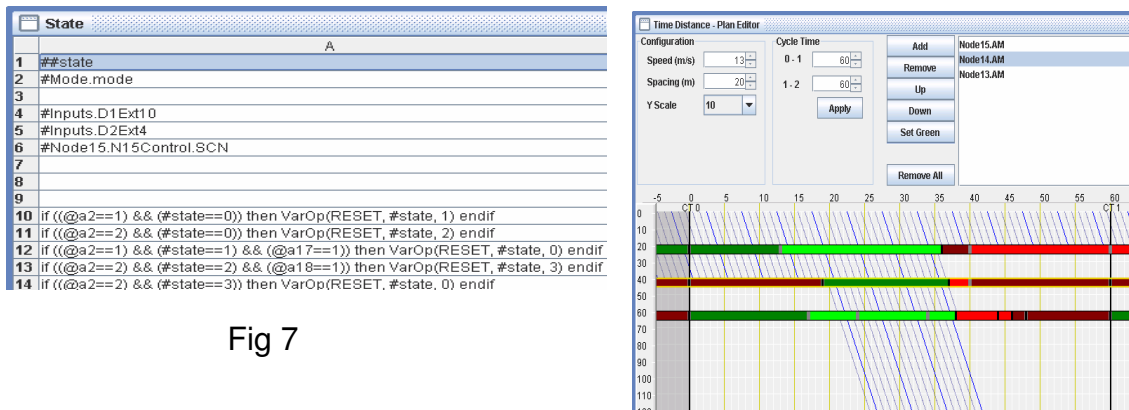 State
A
1 ##state
2 #Mode.mode
3
4 #Inputs.D1Ext10
5 #Inputs.D2Ext4
6 #Node15.N15Control.SCN
7
8
9
10 if ((@a2==1) && (#state==0)) then VarOp(RESET, #state, 1) endif
11 if ((@a2==2) && (#state==0)) then VarOp(RESET, #state, 2) endif
12 if ((@a2==1) && (#state==1) && (@a17==1)) then VarOp(RESET, #state, 0) endif
13 if ((@a2==2) && (#state==2) && (@a18==1)) then VarOp(RESET, #state, 3) endif
14 if ((@a2==2) && (#state==3)) then VarOp(RESET, #state, 0) endif
Fig 7
Time Distance - Plan Editor
Configuration
Speed (m/s) 13
Spacing (m) 20
Y Scale 10
Cycle Time
0 - 1 60
1 - 2 60
Apply
Add
Remove
Up
Down
Set Green
Remove All
Node15.AM
Node14.AM
Node13.AM
-5 0 5 10 15 20 25 30 35 40 45 50 55 60
CT 0 CT 1
0
10
20
30
40
50
60
70
80
90
100
110